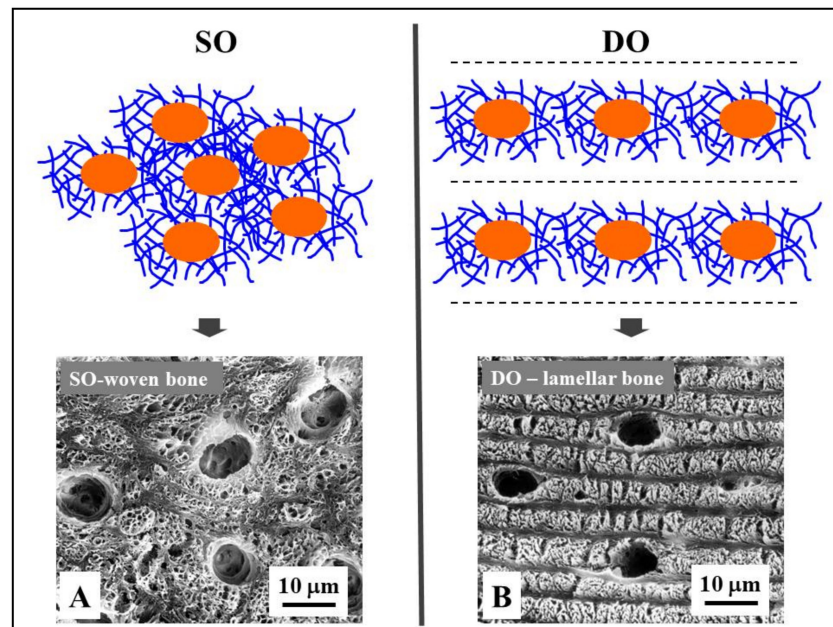 SO
DO
SO-woven bone
DO – lamellar bone
A
10 µm
B
10 µm